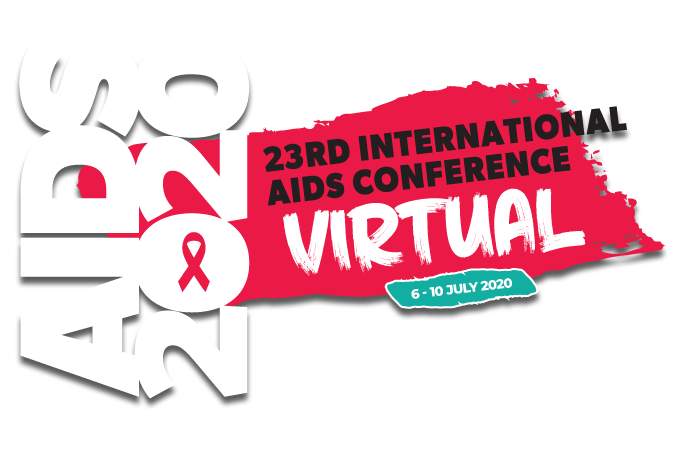 AIDS
2020
23RD INTERNATIONAL
AIDS CONFERENCE
VIRTUAL
6 - 10 JULY 2020